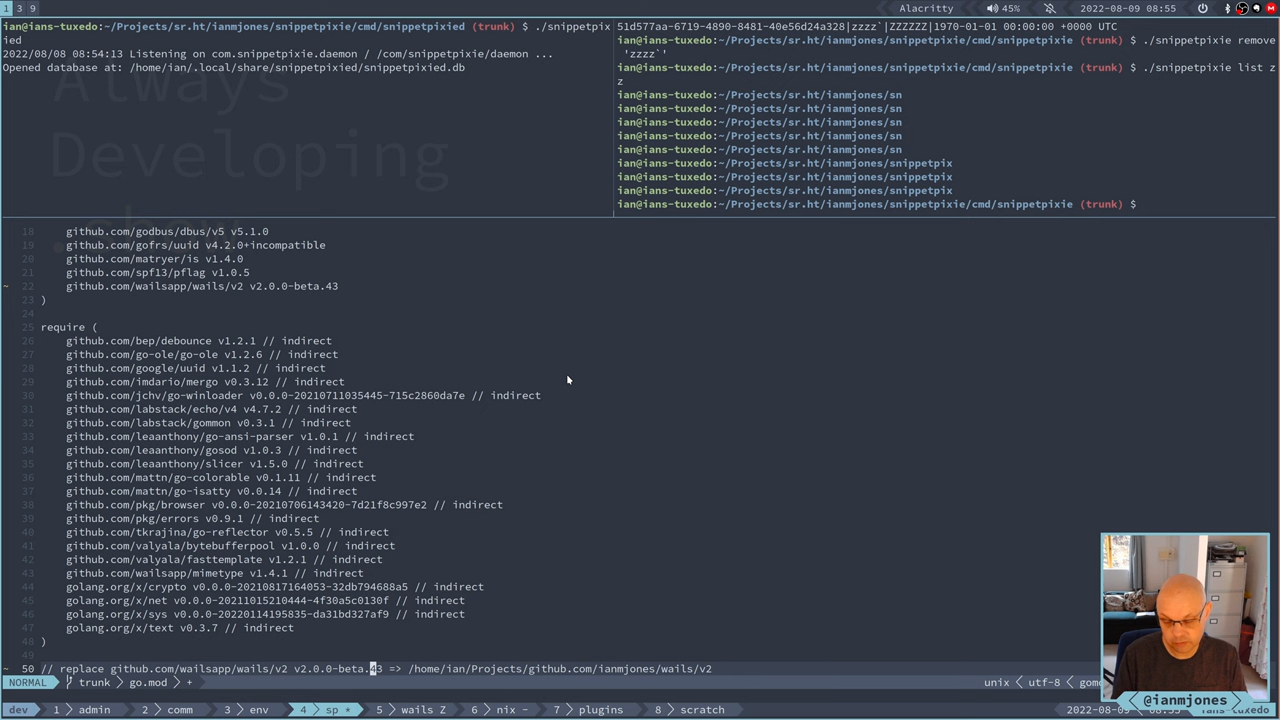 1 3 9 Alacritty 45% 2022-08-08 08:55
ian@ians-tuxedo:~/Projects/sr.ht/ianmjones/snippetpixie/cmd/snippetpixied (trunk) $ ./snippetpix
ied
2022/08/08 08:54:13 Listening on com.snippetpixie.daemon / /com/snippetpixie/daemon ...
Opened database at: /home/ian/.local/share/snippetpixied/snippetpixied.db
Always
Developing
show
51d577aa-6719-4890-8481-40e56d24a328|zzzz`|ZZZZZZ|1970-01-01 00:00:00 +0000 UTC
ian@ians-tuxedo:~/Projects/sr.ht/ianmjones/snippetpixie/cmd/snippetpixie (trunk) $ ./snippetpixie remove
'zzzz`'
ian@ians-tuxedo:~/Projects/sr.ht/ianmjones/snippetpixie/cmd/snippetpixie (trunk) $ ./snippetpixie list z
z
ian@ians-tuxedo:~/Projects/sr.ht/ianmjones/sn
ian@ians-tuxedo:~/Projects/sr.ht/ianmjones/sn
ian@ians-tuxedo:~/Projects/sr.ht/ianmjones/sn
ian@ians-tuxedo:~/Projects/sr.ht/ianmjones/sn
ian@ians-tuxedo:~/Projects/sr.ht/ianmjones/sn
ian@ians-tuxedo:~/Projects/sr.ht/ianmjones/snippetpix
ian@ians-tuxedo:~/Projects/sr.ht/ianmjones/snippetpix
ian@ians-tuxedo:~/Projects/sr.ht/ianmjones/snippetpix
ian@ians-tuxedo:~/Projects/sr.ht/ianmjones/snippetpixie/cmd/snippetpixie (trunk) $
18 github.com/godbus/dbus/v5 v5.1.0
19 github.com/gofrs/uuid v4.2.0+incompatible
20 github.com/matryer/is v1.4.0
21 github.com/spf13/pflag v1.0.5
~ 22 github.com/wailsapp/wails/v2 v2.0.0-beta.43
23 )
24
25 require (
26 github.com/bep/debounce v1.2.1 // indirect
27 github.com/go-ole/go-ole v1.2.6 // indirect
28 github.com/google/uuid v1.1.2 // indirect
29 github.com/imdario/mergo v0.3.12 // indirect
30 github.com/jchv/go-winloader v0.0.0-20210711035445-715c2860da7e // indirect
31 github.com/labstack/echo/v4 v4.7.2 // indirect
32 github.com/labstack/gommon v0.3.1 // indirect
33 github.com/leaanthony/go-ansi-parser v1.0.1 // indirect
34 github.com/leaanthony/gosod v1.0.3 // indirect
35 github.com/leaanthony/slicer v1.5.0 // indirect
36 github.com/mattn/go-colorable v0.1.11 // indirect
37 github.com/mattn/go-isatty v0.0.14 // indirect
38 github.com/pkg/browser v0.0.0-20210706143420-7d21f8c997e2 // indirect
39 github.com/pkg/errors v0.9.1 // indirect
40 github.com/tkrajina/go-reflector v0.5.5 // indirect
41 github.com/valyala/bytebufferpool v1.0.0 // indirect
42 github.com/valyala/fasttemplate v1.2.1 // indirect
43 github.com/wailsapp/mimetype v1.4.1 // indirect
44 golang.org/x/crypto v0.0.0-20210817164053-32db794688a5 // indirect
45 golang.org/x/net v0.0.0-20211015210444-4f30a5c0130f // indirect
46 golang.org/x/sys v0.0.0-20220114195835-da31bd327af9 // indirect
47 golang.org/x/text v0.3.7 // indirect
48 )
49
~ 50 // replace github.com/wailsapp/wails/v2 v2.0.0-beta.43 => /home/ian/Projects/github.com/ianmjones/wails/v2
NORMAL trunk > go.mod > + unix < utf-8 <
dev 1 > admin 2 > comm 3 > env 4 > sp * 5 > wails Z 6 > nix - 7 > plugins 8 > scratch
@ianmjones